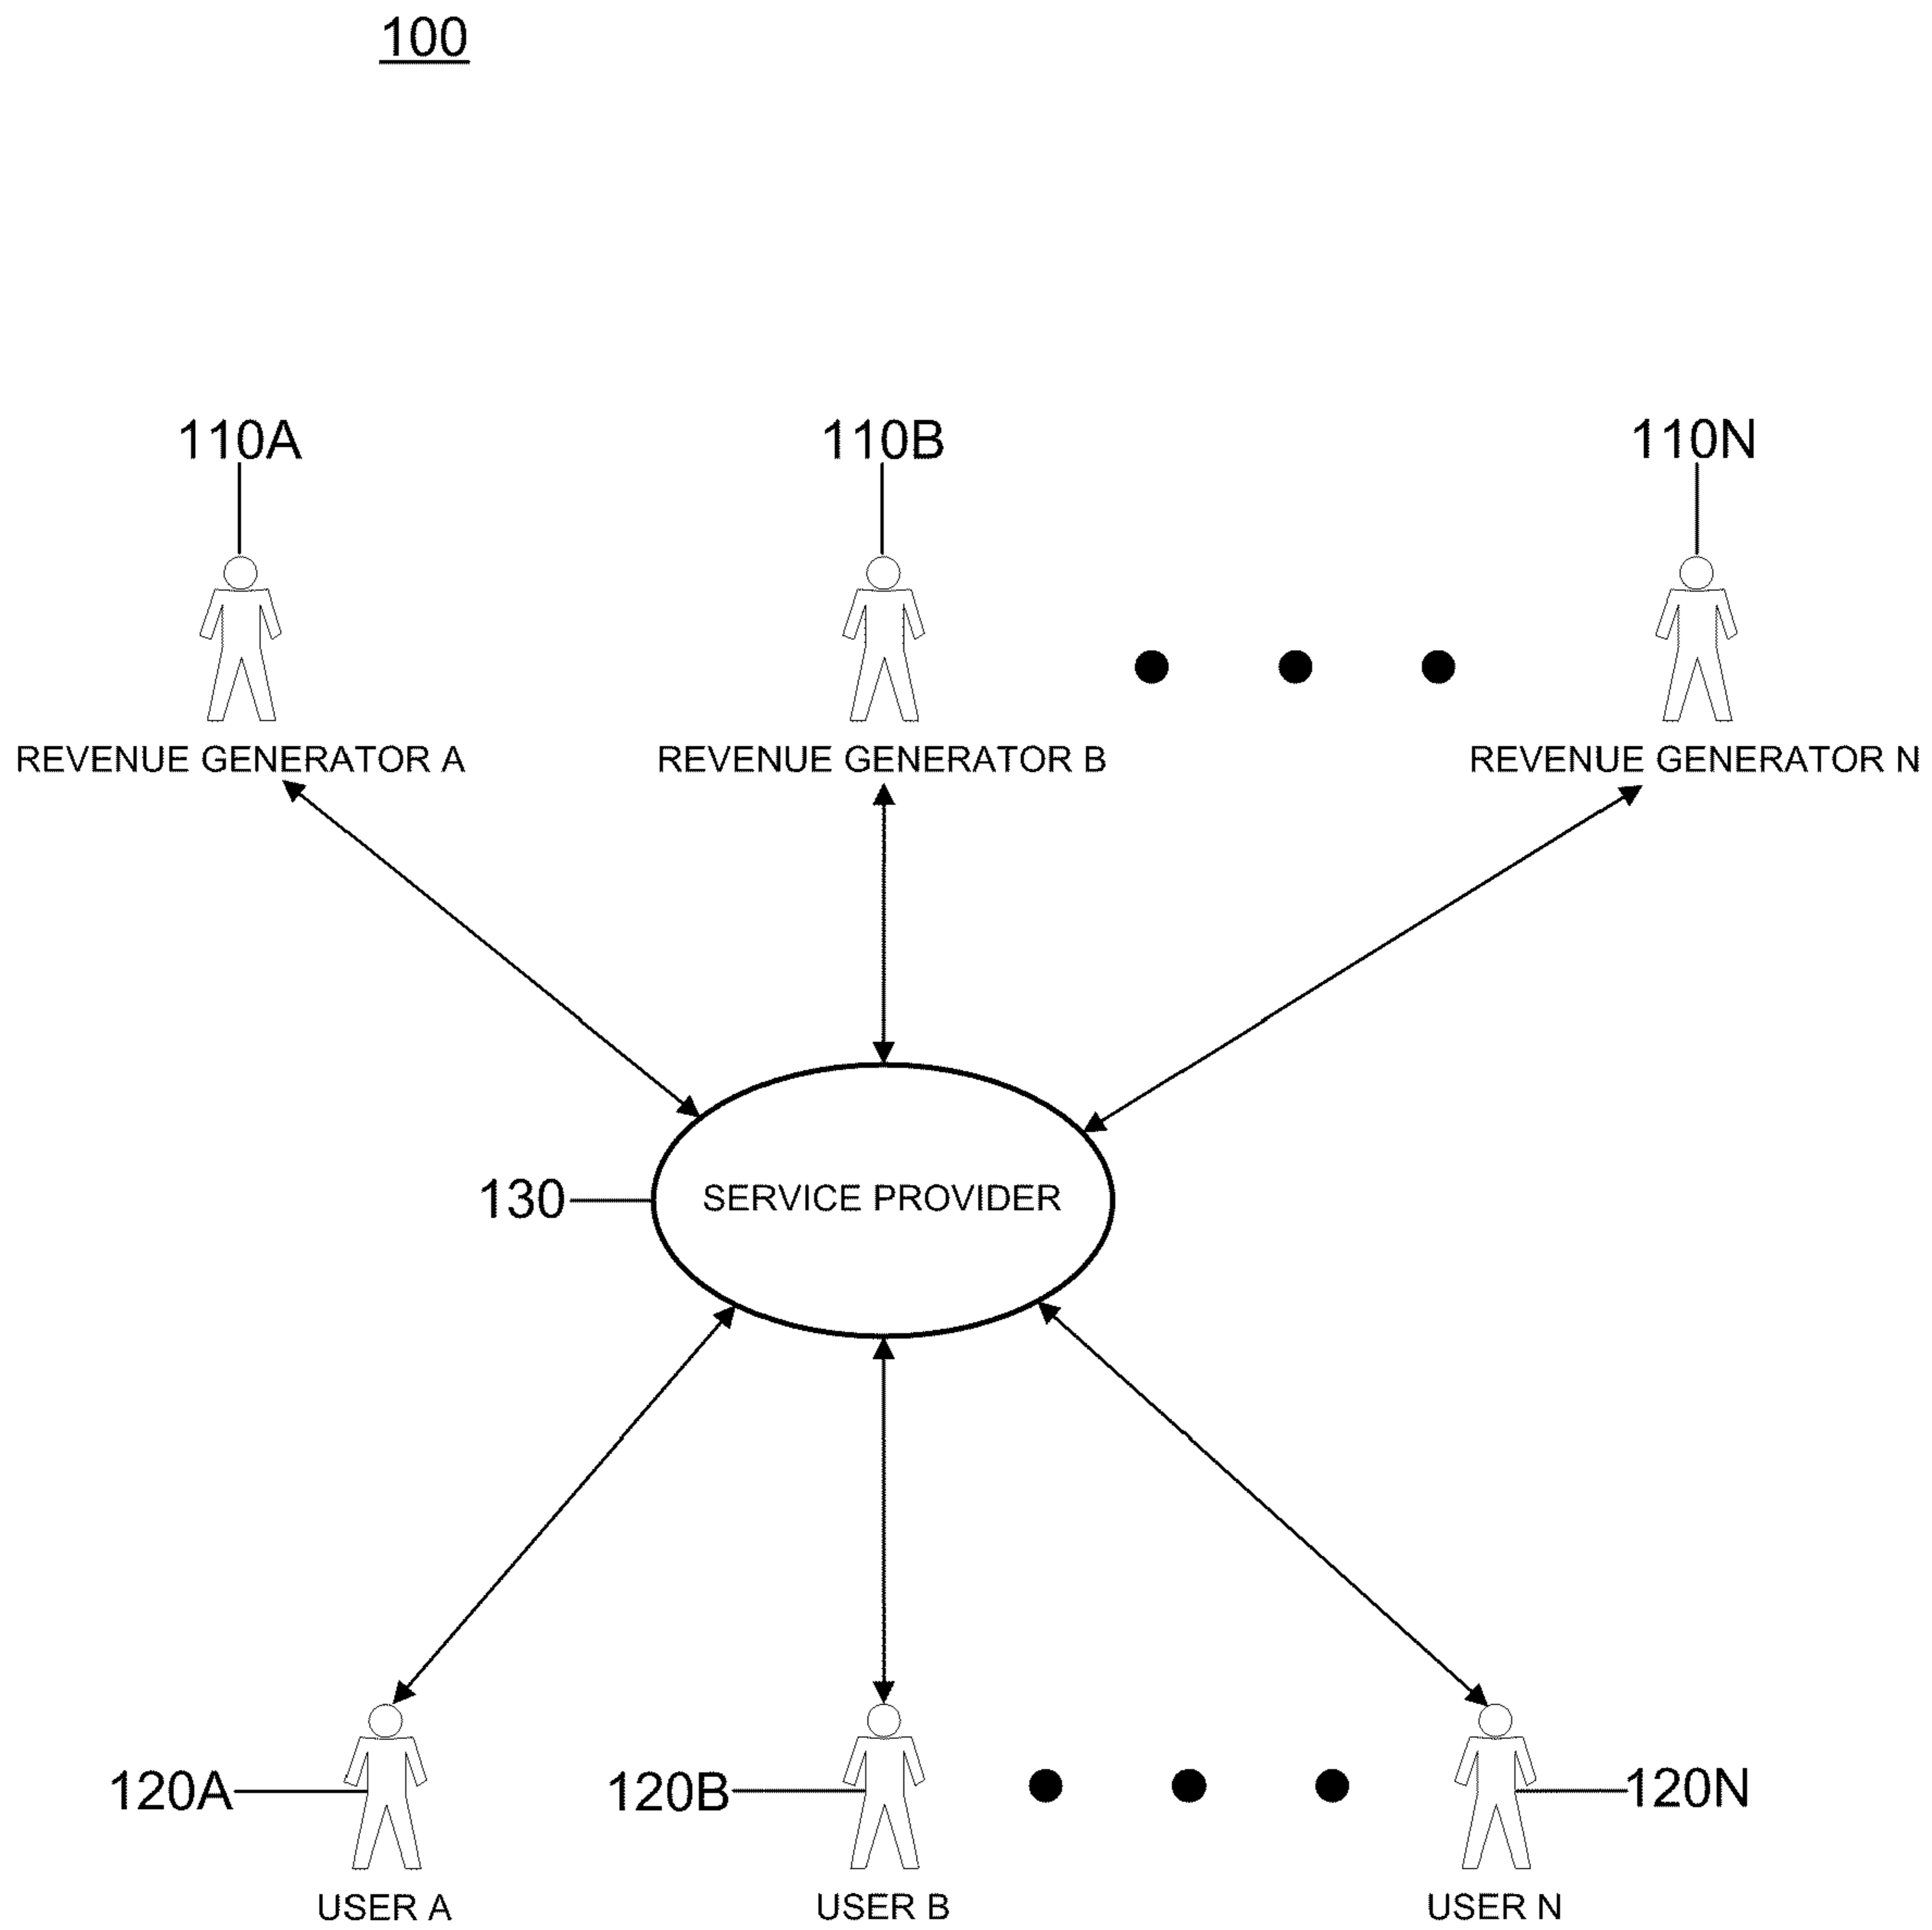 100
110A
110B
110N
REVENUE GENERATOR A
REVENUE GENERATOR B
REVENUE GENERATOR N
130
SERVICE PROVIDER
120A
120B
120N
USER A
USER B
USER N